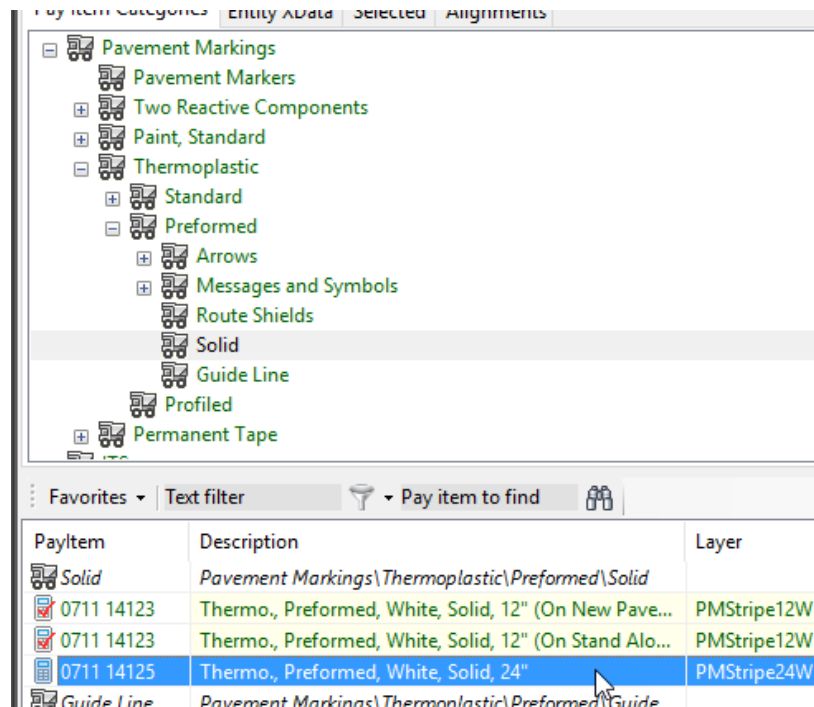 Pay Item Categories Entity XData Selected Alignments
Pavement Markings
Pavement Markers
Two Reactive Components
Paint, Standard
Thermoplastic
Standard
Preformed
Arrows
Messages and Symbols
Route Shields
Solid
Guide Line
Profiled
Permanent Tape
ITS
Favorites Text filter Pay item to find
PayItem Description Layer
Solid Pavement Markings\Thermoplastic\Preformed\Solid
0711 14123 Thermo., Preformed, White, Solid, 12" (On New Pave... PMStripe12W
0711 14123 Thermo., Preformed, White, Solid, 12" (On Stand Alo... PMStripe12W
0711 14125 Thermo., Preformed, White, Solid, 24" PMStripe24W
Guide Line Pavement Markings\Thermoplastic\Preformed\Guide